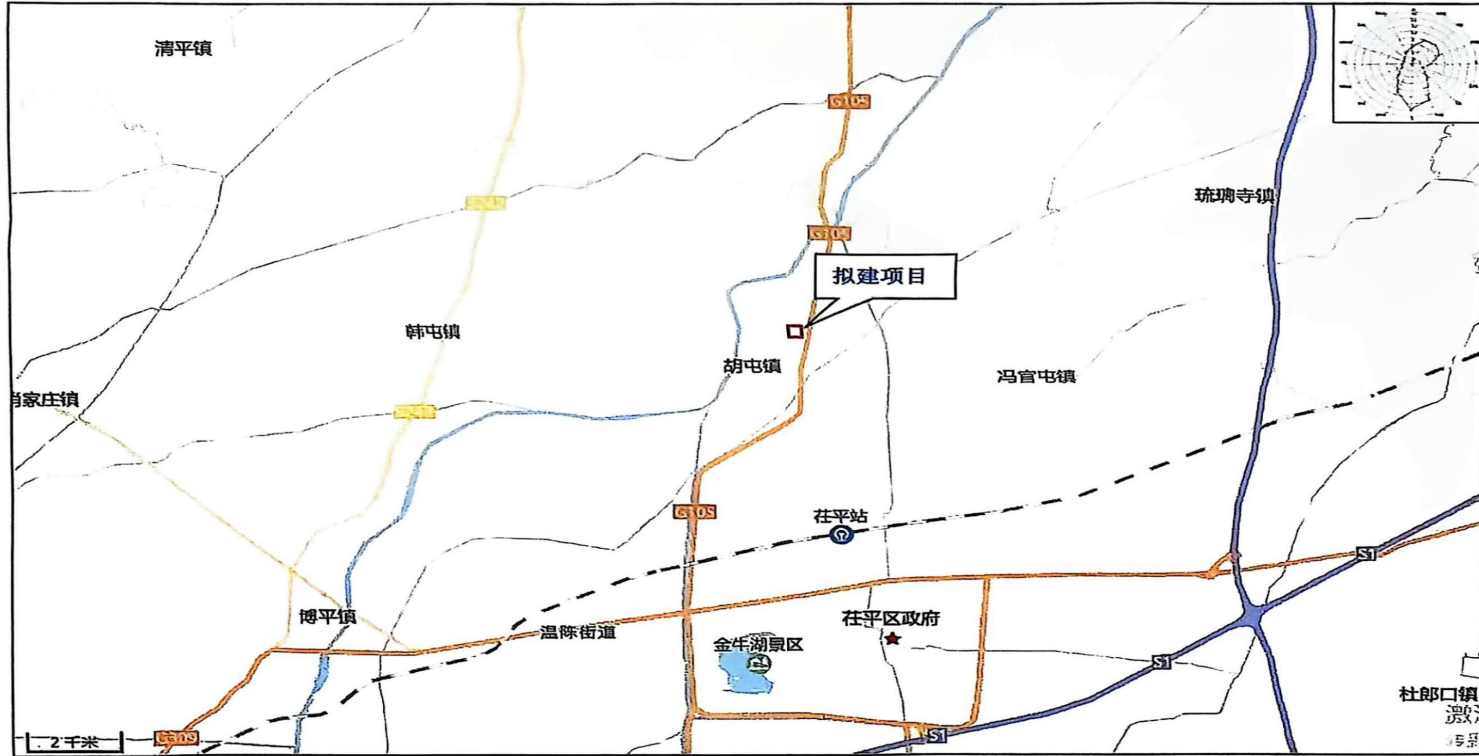 清平镇
G105
琉璃寺镇
G105
拟建项目
韩屯镇
胡屯镇
冯官屯镇
肖家庄镇
G105
茌平站
S1
博平镇
温陈街道
茌平区政府
金牛湖景区
S1
杜郎口镇
S1
2千米
G309